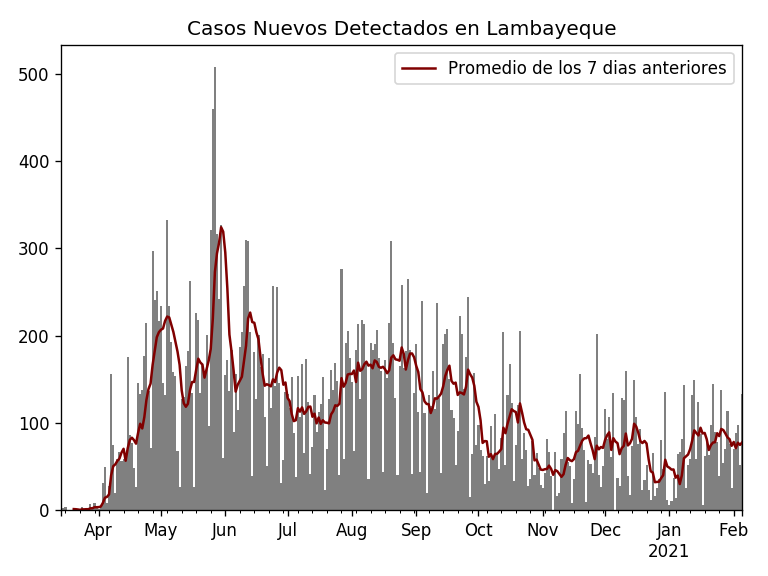 Casos Nuevos Detectados en Lambayeque
Promedio de los 7 dias anteriores
500
400
300
200
100
0
Apr May Jun Jul Aug Sep Oct Nov Dec Jan Feb
2021